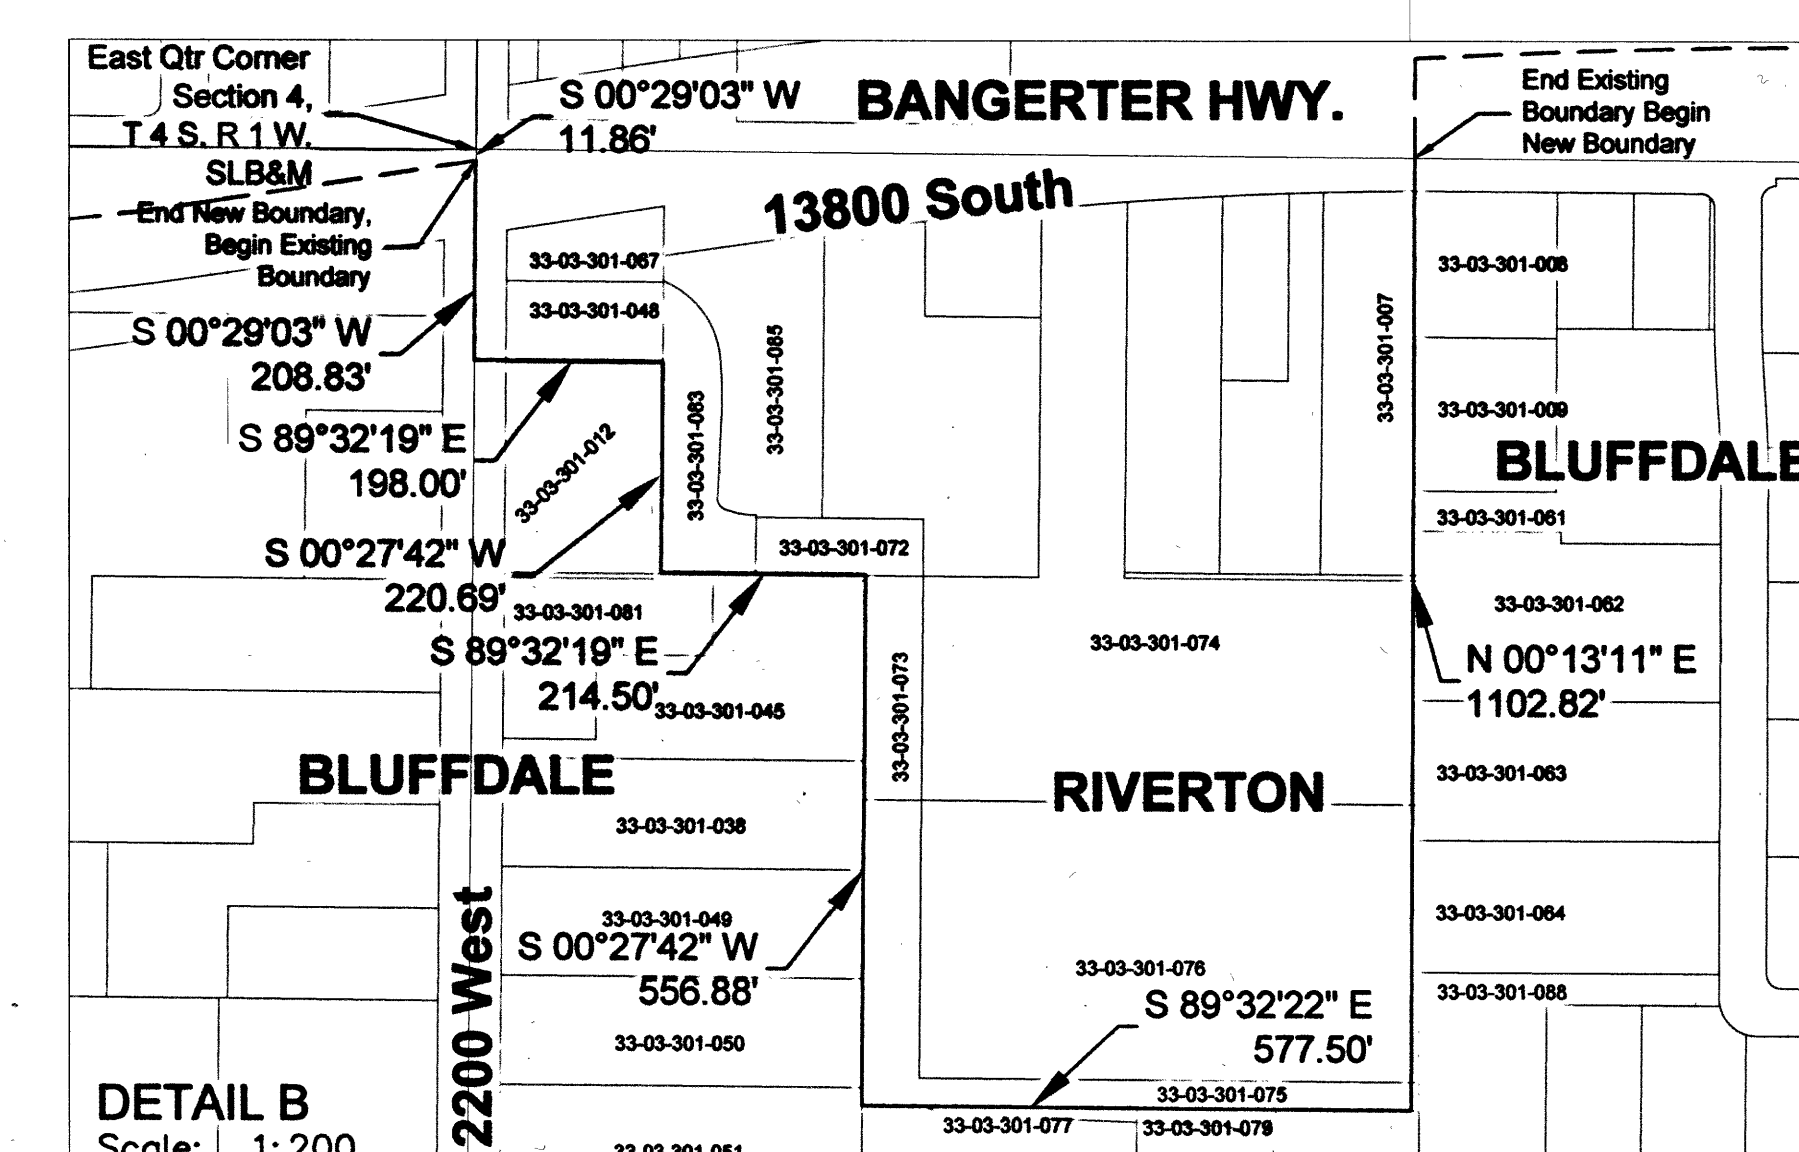 East Qtr Corner
Section 4,
T 4 S. R 1 W.
SLB&M
S 00°29'03" W
11.86'
BANGERTER HWY.
End Existing
Boundary Begin
New Boundary
End New Boundary,
Begin Existing
Boundary
13800 South
33-03-301-067
33-03-301-048
33-03-301-085
33-03-301-007
33-03-301-008
S 00°29'03" W
208.83'
33-03-301-083
33-03-301-009
S 89°32'19" E
198.00'
33-03-301-012
BLUFFDALE
33-03-301-061
33-03-301-072
S 00°27'42" W
220.69'
33-03-301-081
33-03-301-062
33-03-301-074
S 89°32'19" E
214.50'
33-03-301-045
N 00°13'11" E
1102.82'
33-03-301-073
BLUFFDALE
RIVERTON
33-03-301-063
33-03-301-038
33-03-301-049
33-03-301-064
S 00°27'42" W
556.88'
33-03-301-076
33-03-301-088
S 89°32'22" E
577.50'
33-03-301-050
2200 West
33-03-301-075
33-03-301-077
33-03-301-079
DETAIL B
Scale: 1:200
33-03-301-051